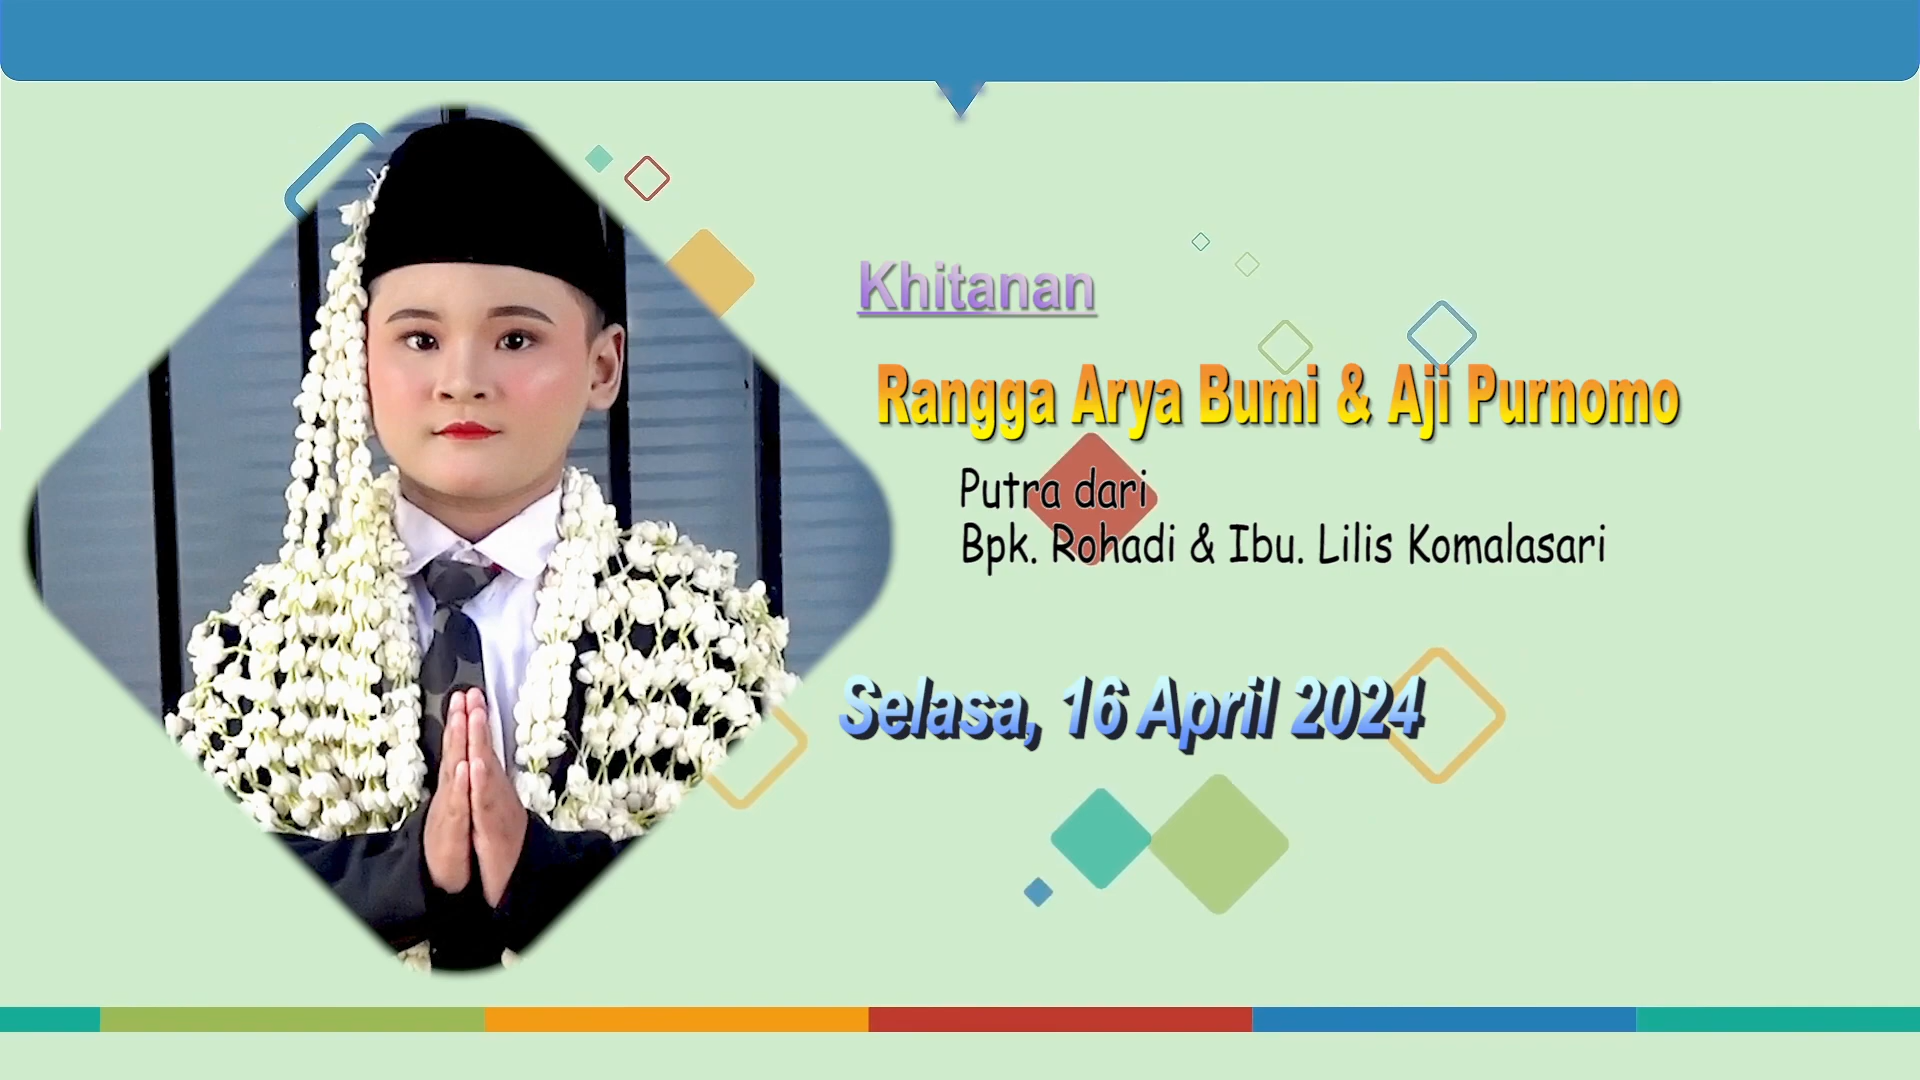 Khitanan
Rangga Arya Bumi & Aji Purnomo
Putra dari
Bpk. Rohadi & Ibu. Lilis Komalasari
Selasa, 16 April 2024